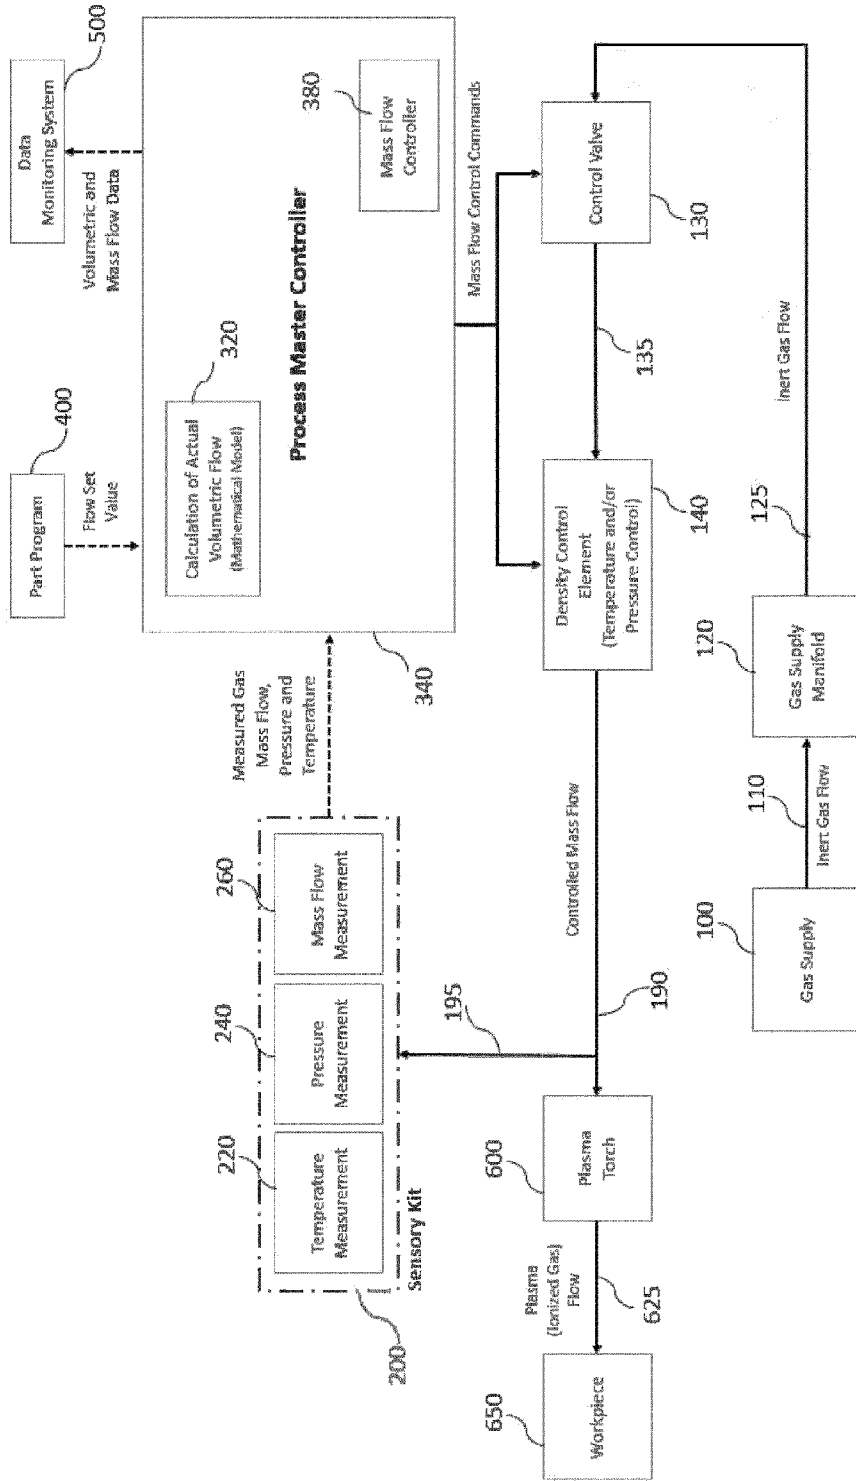 Part Program
400
Flow Set
Value
Data
Monitoring System
500
Volumetric and
Mass Flow Data
Calculation of Actual
Volumetric Flow
(Mathematical Model)
320
Process Master Controller
Mass Flow
Controller
380
340
Temperature
Measurement
220
Pressure
Measurement
240
Mass Flow
Measurement
260
Sensory Kit
200
Measured Gas
Mass Flow,
Pressure and
Temperature
Mass Flow Control Commands
195
Workpiece
650
Plasma
(Ionized Gas)
Flow
625
Plasma
Torch
600
190
Controlled Mass Flow
Density Control
Element
(Temperature and/or
Pressure Control)
140
135
Control Valve
130
Gas Supply
100
Inert Gas Flow
110
Gas Supply
Manifold
120
125
Inert Gas Flow